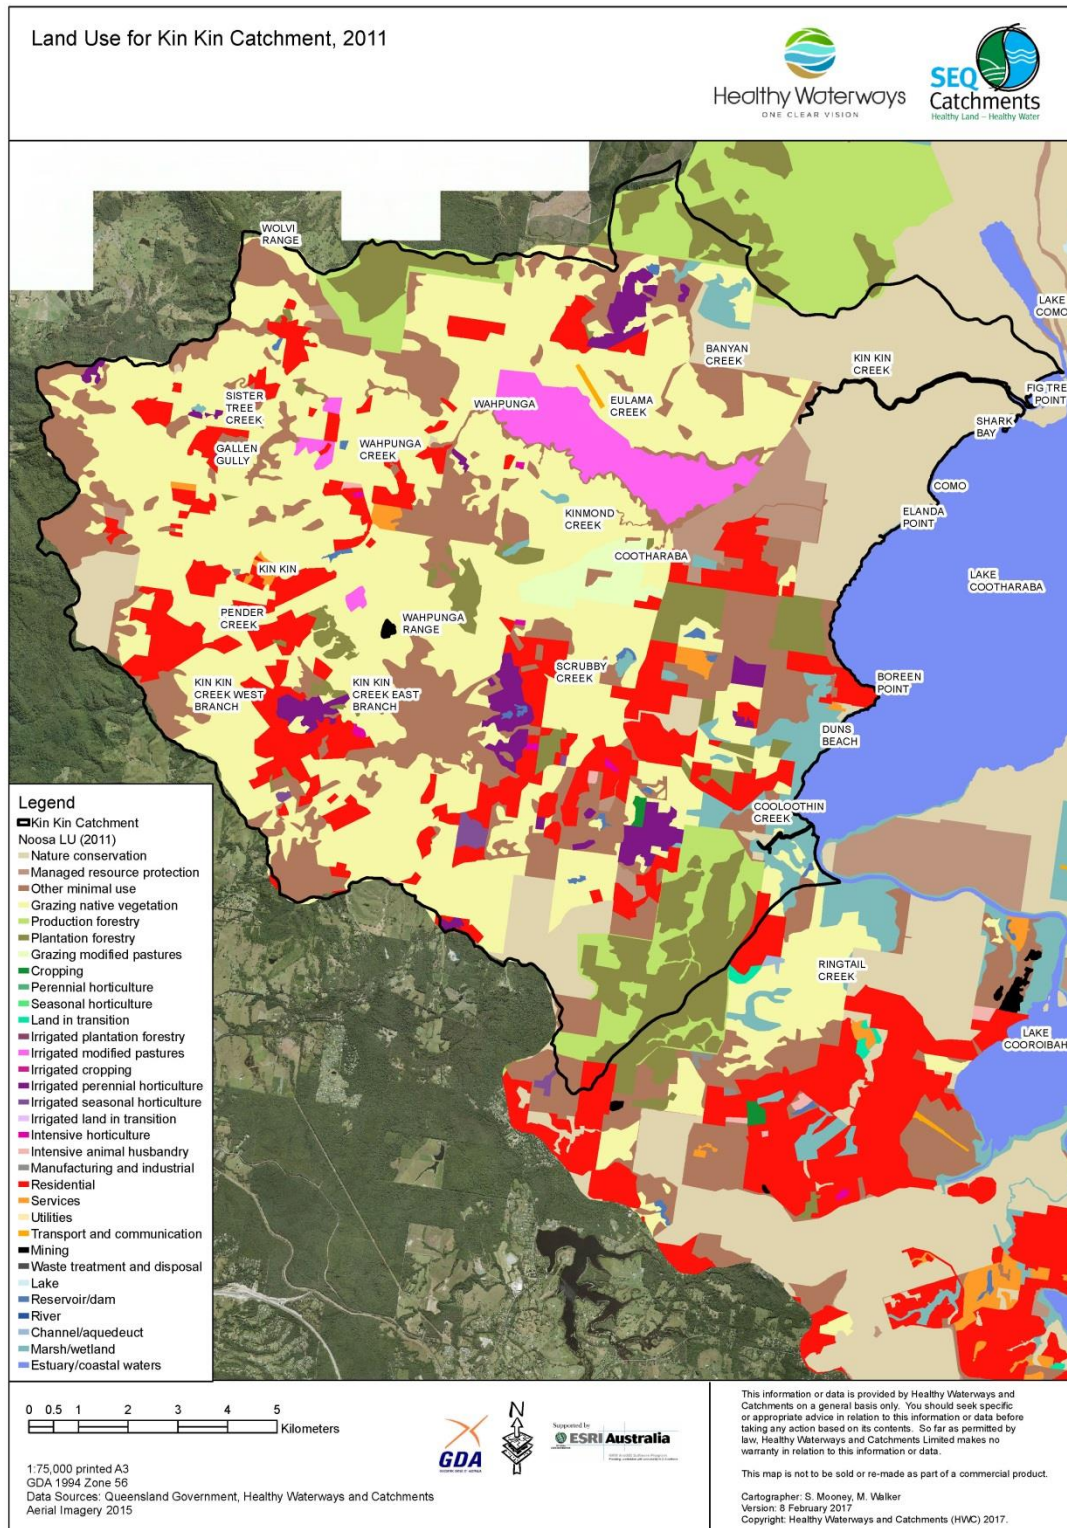 Land Use for Kin Kin Catchment, 2011
Healthy Waterways
ONE CLEAR VISION
SEQ
Catchments
Healthy Land – Healthy Water
WOLVI
RANGE
LAKE
COMO
BANYAN
CREEK
KIN KIN
CREEK
FIG TREE
POINT
SISTER
TREE
CREEK
WAHPUNGA
EULAMA
CREEK
SHARK
BAY
GALLEN
GULLY
WAHPUNGA
CREEK
COMO
KINMOND
CREEK
ELANDA
POINT
COOTHARABA
KIN KIN
LAKE
COOTHARABA
PENDER
CREEK
WAHPUNGA
RANGE
KIN KIN
CREEK WEST
BRANCH
KIN KIN
CREEK EAST
BRANCH
SCRUBBY
CREEK
BOREEN
POINT
DUNS
BEACH
COOLOOTHIN
CREEK
RINGTAIL
CREEK
LAKE
COOROIBAH
Legend
Kin Kin Catchment
Noosa LU (2011)
Nature conservation
Managed resource protection
Other minimal use
Grazing native vegetation
Production forestry
Plantation forestry
Grazing modified pastures
Cropping
Perennial horticulture
Seasonal horticulture
Land in transition
Irrigated plantation forestry
Irrigated modified pastures
Irrigated cropping
Irrigated perennial horticulture
Irrigated seasonal horticulture
Irrigated land in transition
Intensive horticulture
Intensive animal husbandry
Manufacturing and industrial
Residential
Services
Utilities
Transport and communication
Mining
Waste treatment and disposal
Lake
Reservoir/dam
River
Channel/aquedeuct
Marsh/wetland
Estuary/coastal waters
0 0.5 1 2 3 4 5
Kilometers
1:75,000 printed A3
GDA 1994 Zone 56
Data Sources: Queensland Government, Healthy Waterways and Catchments
Aerial Imagery 2015
GDA
N
Supported by
ESRI Australia
This information or data is provided by Healthy Waterways and
Catchments on a general basis only. You should seek specific
or appropriate advice in relation to this information or data before
taking any action based on its contents. So far as permitted by
law, Healthy Waterways and Catchments Limited makes no
warranty in relation to this information or data.
This map is not to be sold or re-made as part of a commercial product.
Cartographer: S. Mooney, M. Walker
Version: 8 February 2017
Copyright: Healthy Waterways and Catchments (HWC) 2017.